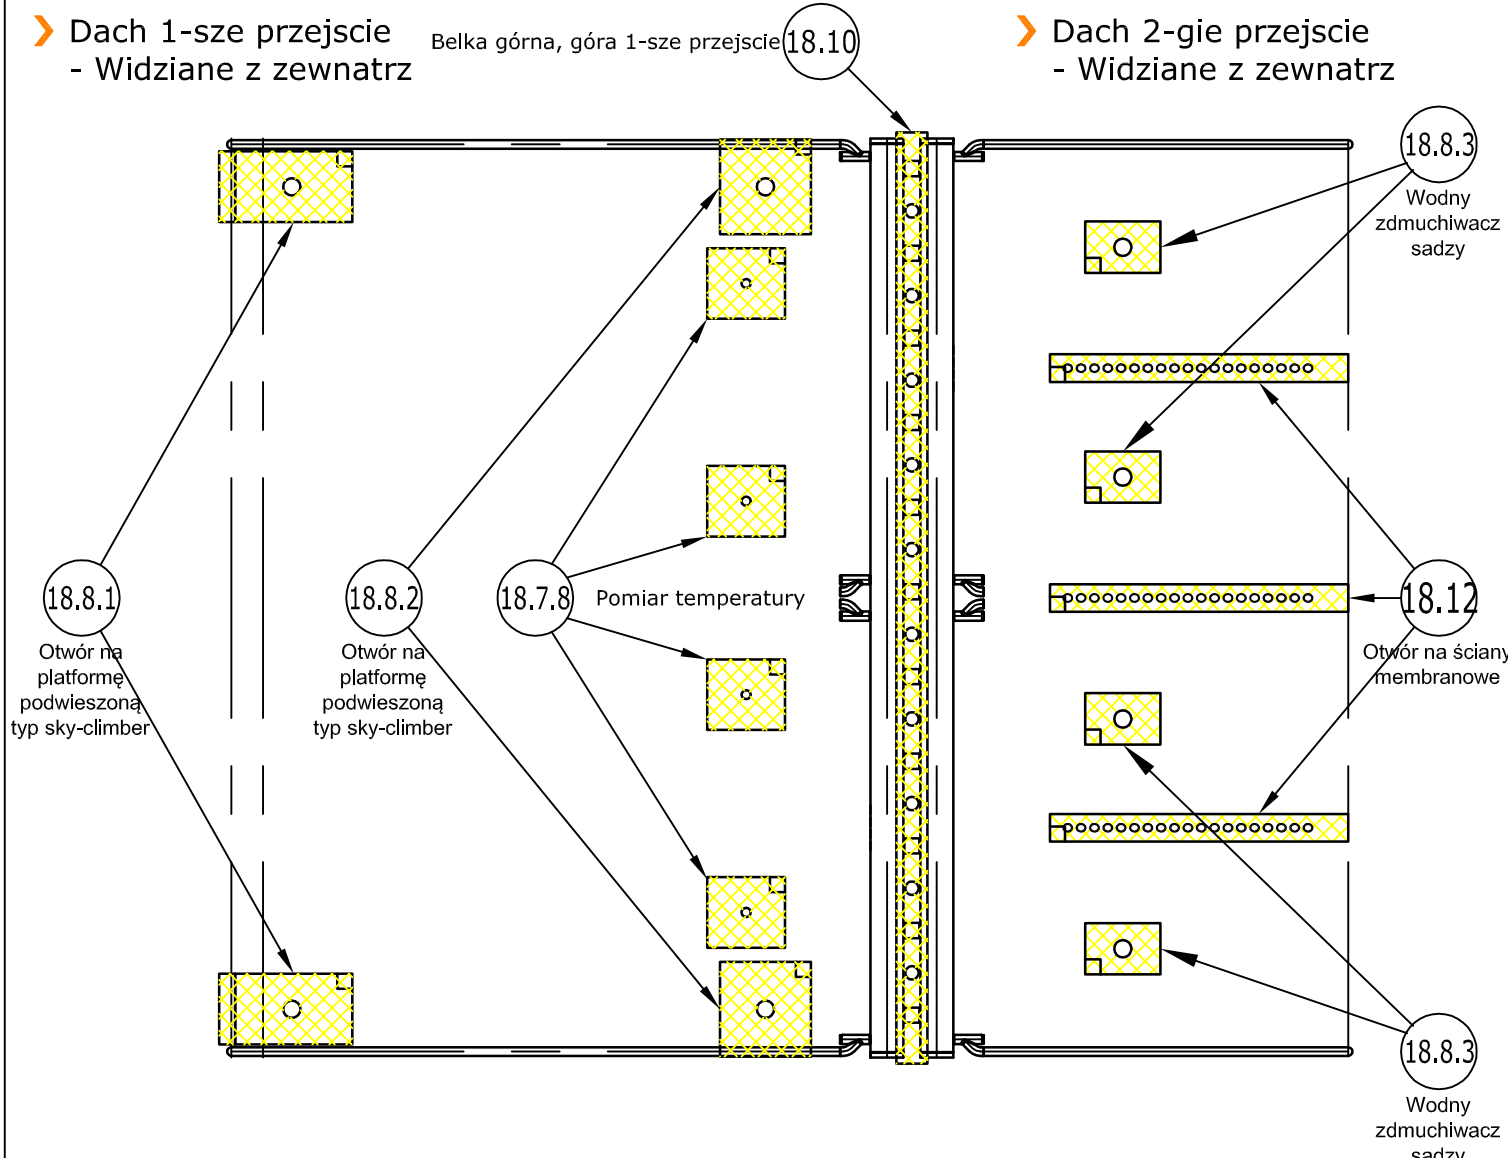 Dach 1-sze przejscie
- Widziane z zewnatrz
Belka górna, góra 1-sze przejscie
18.10
Dach 2-gie przejscie
- Widziane z zewnatrz
18.8.3
Wodny
zdmuchiwacz
sadzy
18.8.1
Otwór na
platformę
podwieszoną
typ sky-climber
18.8.2
Otwór na
platformę
podwieszoną
typ sky-climber
18.7.8
Pomiar temperatury
18.12
Otwór na ściany
membranowe
18.8.3
Wodny
zdmuchiwacz
sadzy